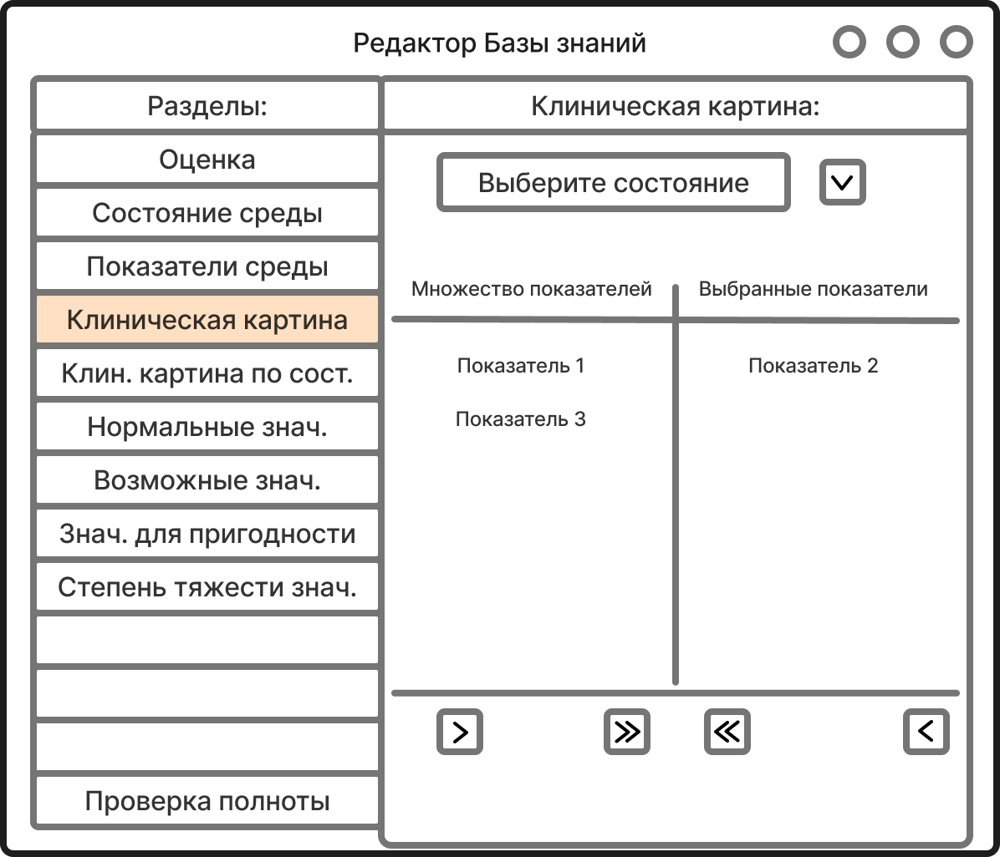 Редактор Базы знаний
Разделы:
Оценка
Состояние среды
Показатели среды
Клиническая картина
Клин. картина по сост.
Нормальные знач.
Возможные знач.
Знач. для пригодности
Степень тяжести знач.
Проверка полноты
Клиническая картина:
Выберите состояние
Множество показателей
Выбранные показатели
Показатель 1
Показатель 2
Показатель 3